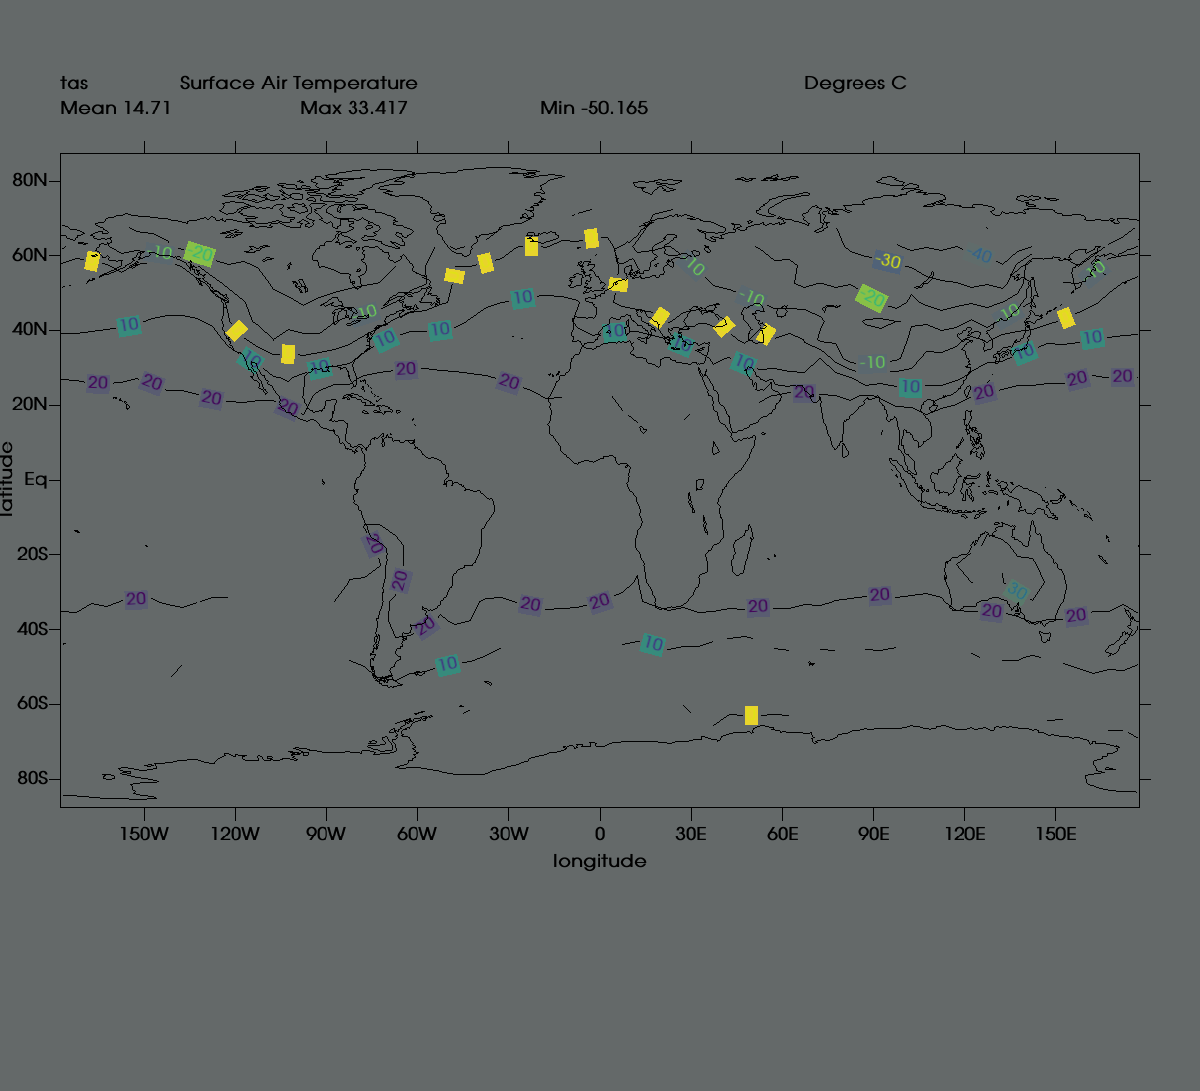 tas Surface Air Temperature Degrees C
Mean 14.71 Max 33.417 Min -50.165
80N
60N -10 -20 -10 -30 -40 -10
-10 -20
40N 10 -10 10 10 10 10 10 -10 10 10
10 10 10 -10 10
20N 20 20 20 20 20 20 20 20 20 20
Eq
latitude
20S 20
20 30
20 20 20 20 20 20 20
40S 20 10
10
60S
80S
150W 120W 90W 60W 30W 0 30E 60E 90E 120E 150E
longitude